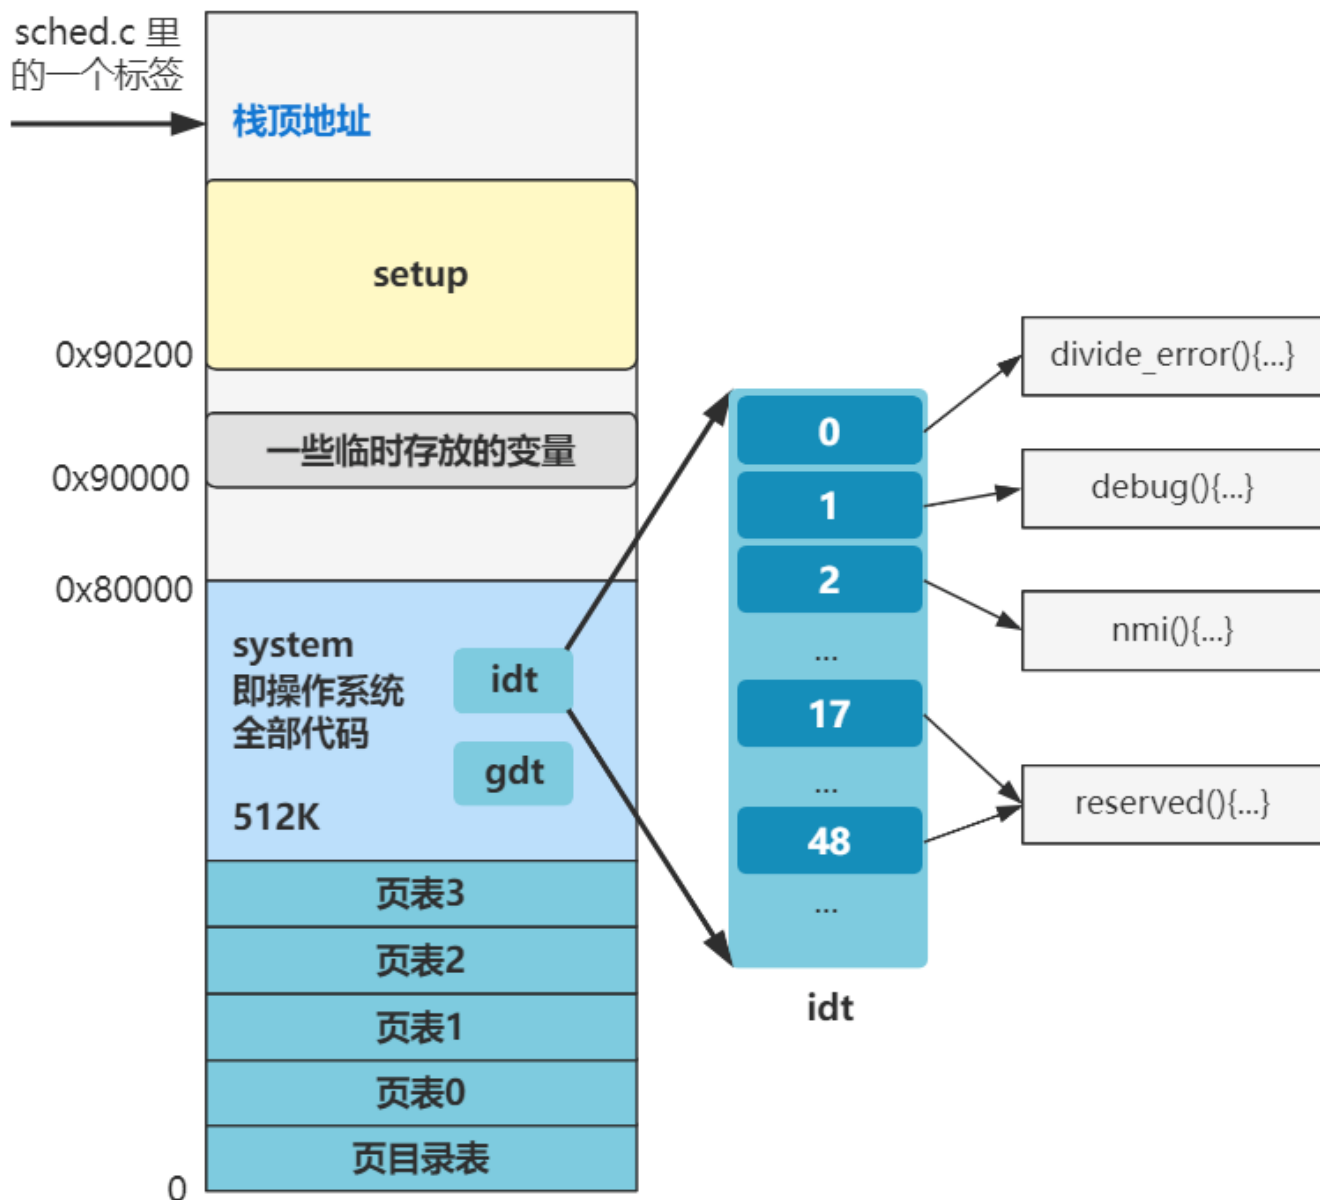 sched.c 里
的一个标签
栈顶地址
setup
0x90200
一些临时存放的变量
0x90000
0x80000
system
即操作系统
全部代码
512K
idt
gdt
页表3
页表2
页表1
页表0
页目录表
0
0
1
2
...
17
...
48
...
idt
divide_error(){...}
debug(){...}
nmi(){...}
reserved(){...}